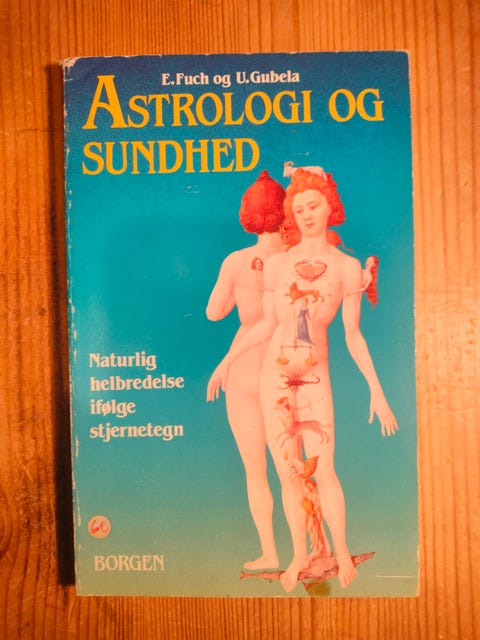 E. Fuch og U. Gubela
ASTROLOGI OG
SUNDHED
Naturlig
helbredelse
ifølge
stjernetegn
BORGEN